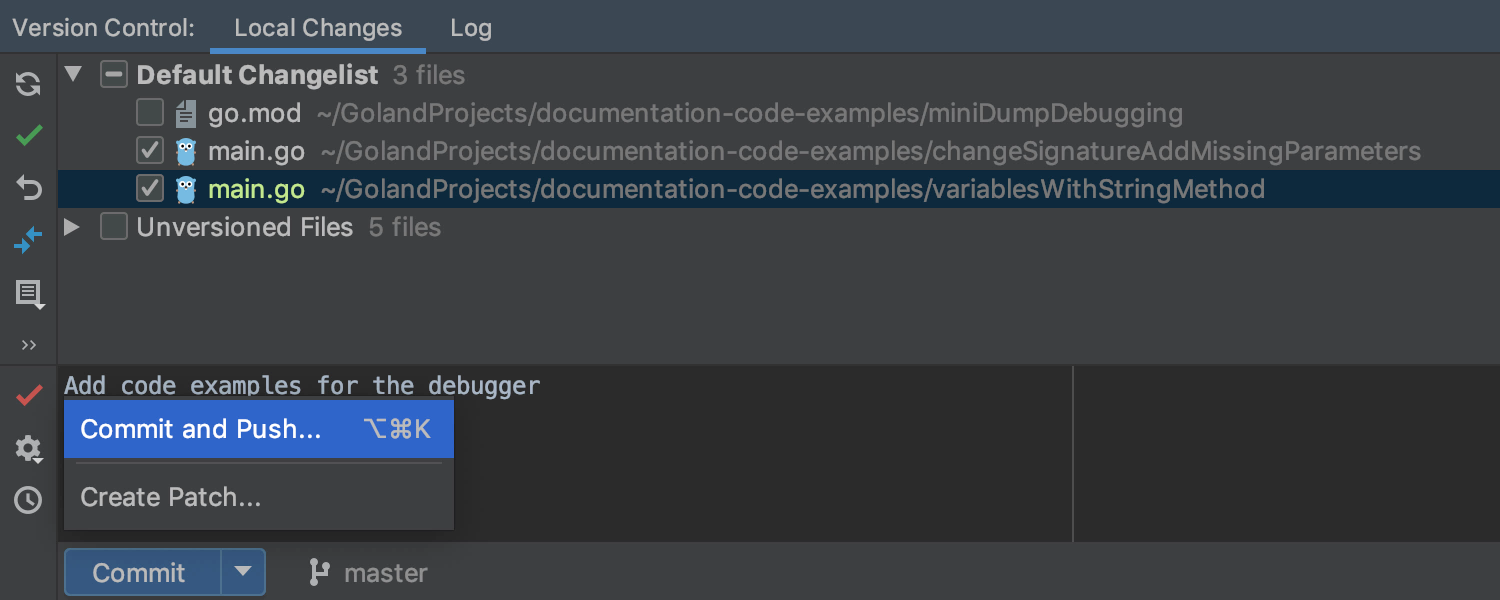 Version Control: Local Changes Log
Default Changelist 3 files
go.mod ~/GolandProjects/documentation-code-examples/miniDumpDebugging
main.go ~/GolandProjects/documentation-code-examples/changeSignatureAddMissingParameters
main.go ~/GolandProjects/documentation-code-examples/variablesWithStringMethod
Unversioned Files 5 files
Add code examples for the debugger
Commit and Push... ⌥⌘K
Create Patch...
Commit master